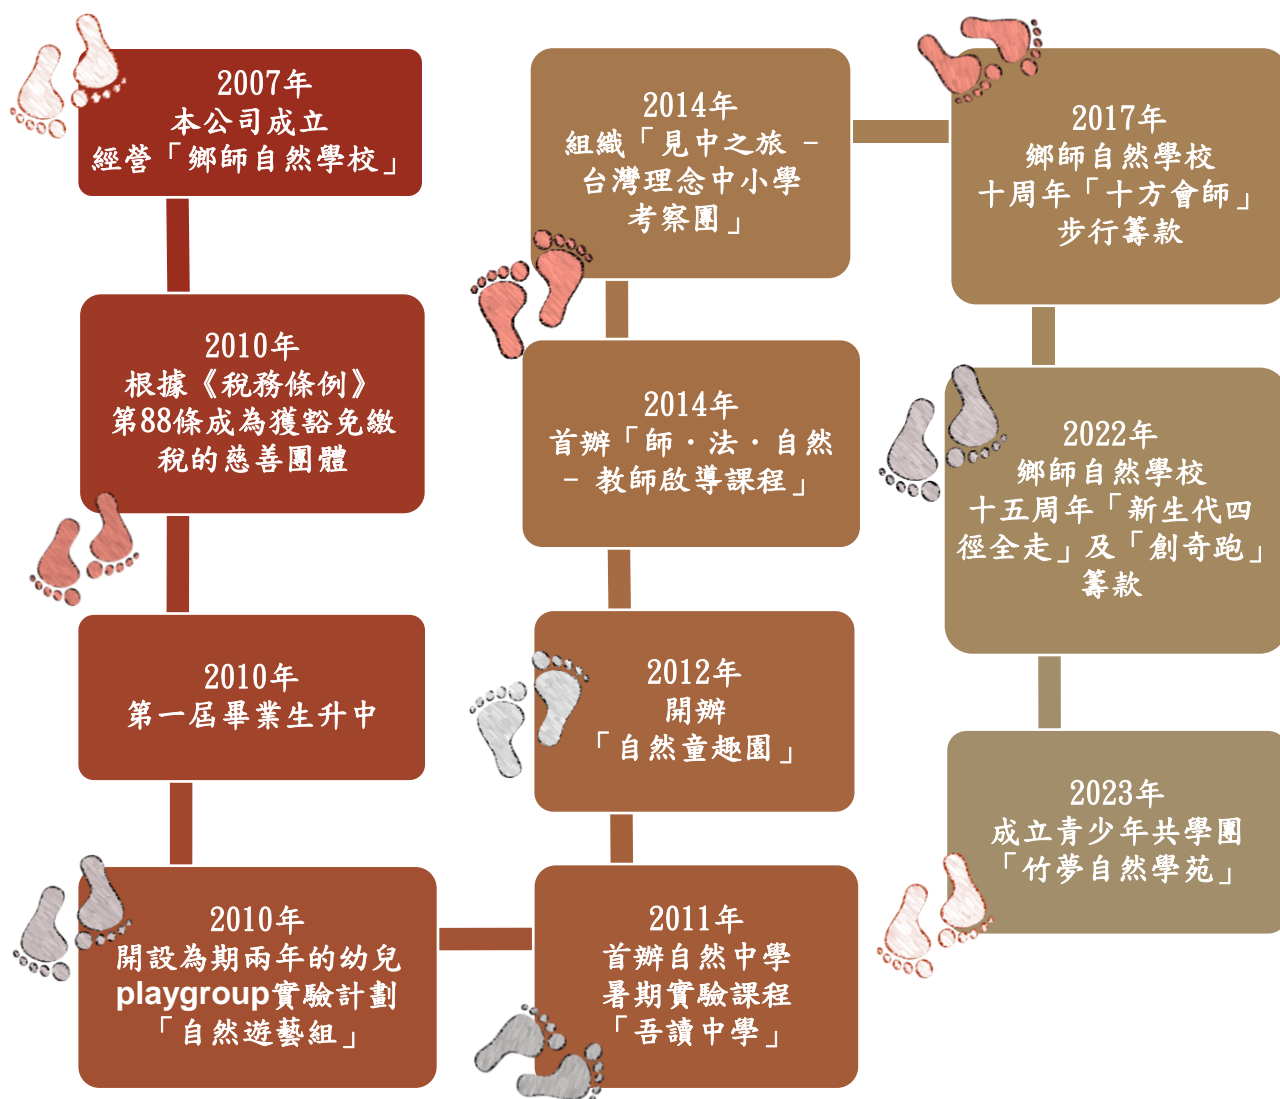 2007年
本公司成立
經營「鄉師自然學校」
2010年
根據《稅務條例》
第88條成為獲豁免繳
稅的慈善團體
2010年
第一屆畢業生升中
2010年
開設為期兩年的幼兒
playgroup實驗計劃
「自然遊藝組」
2011年
首辦自然中學
暑期實驗課程
「吾讀中學」
2012年
開辦
「自然童趣園」
2014年
首辦「師·法·自然
- 教師啟導課程」
2014年
組織「見中之旅 -
台灣理念中小學
考察團」
2017年
鄉師自然學校
十周年「十方會師」
步行籌款
2022年
鄉師自然學校
十五周年「新生代四
徑全走」及「創奇跑」
籌款
2023年
成立青少年共學團
「竹夢自然學苑」